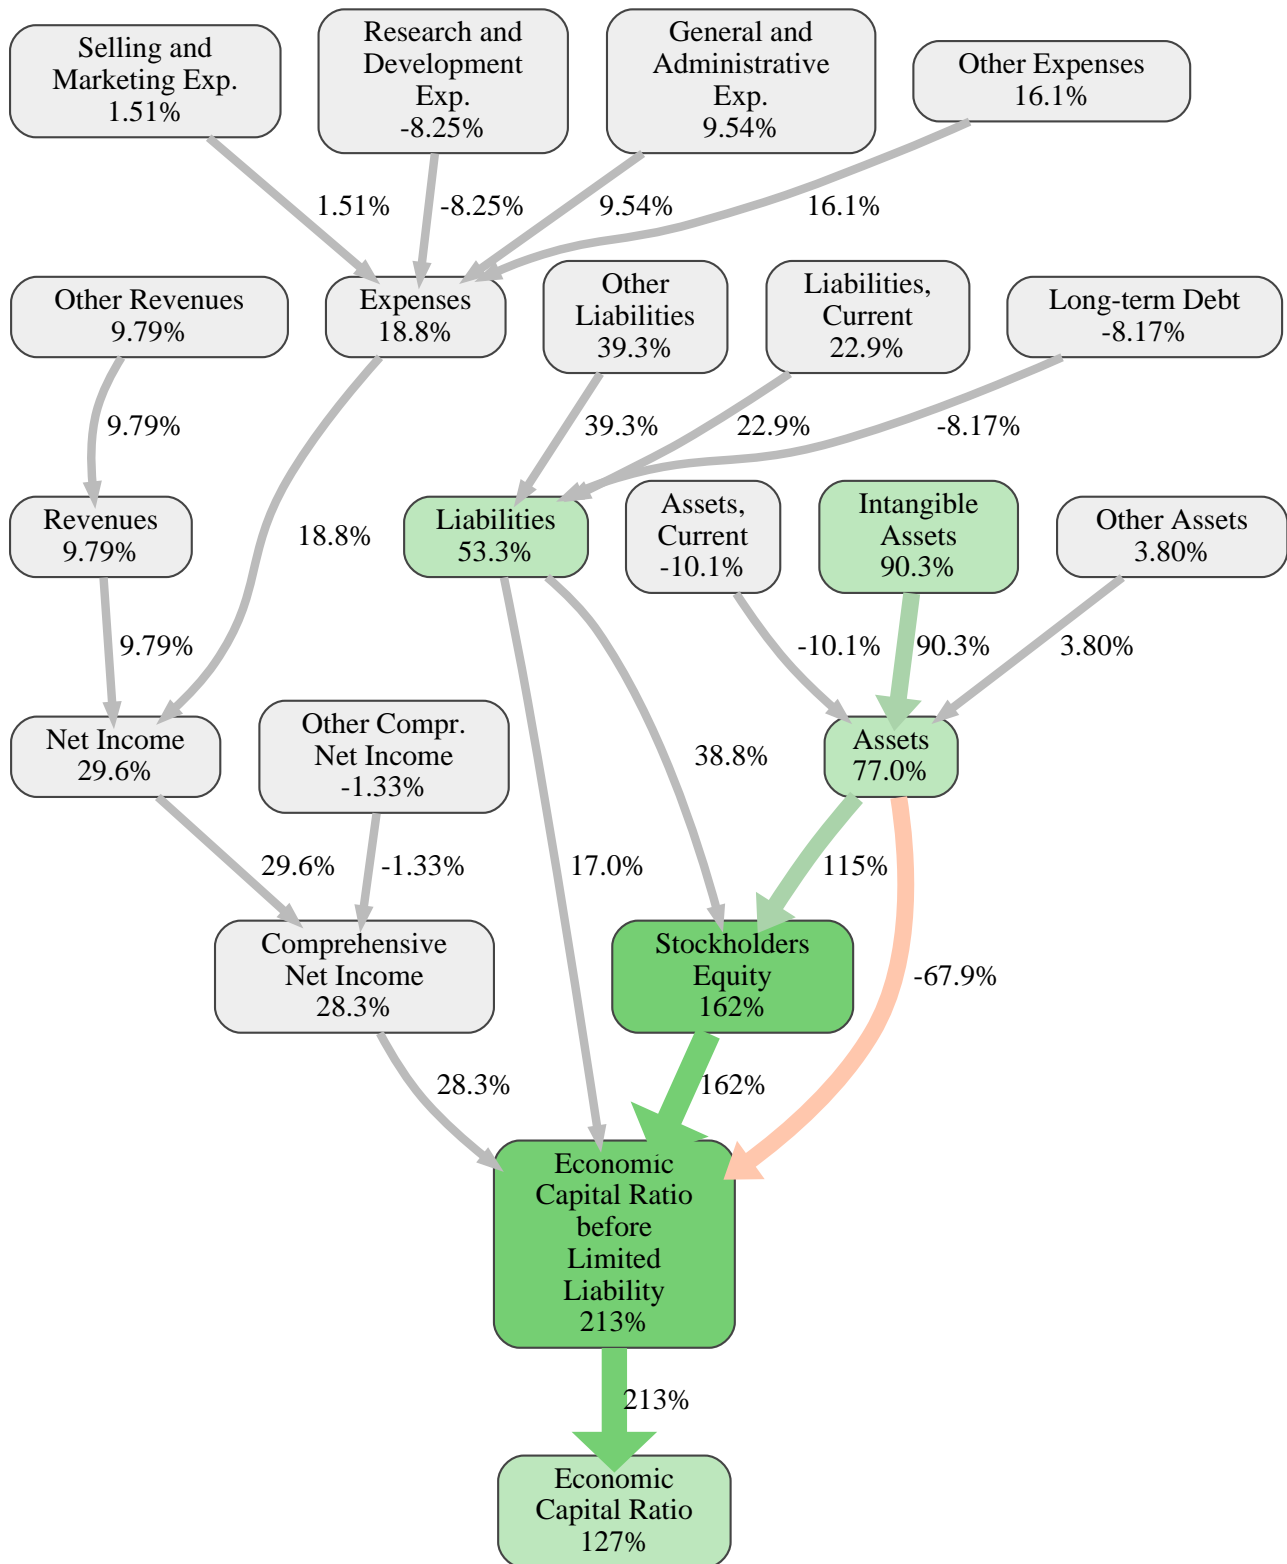 Selling and
Marketing Exp.
1.51%
Research and
Development
Exp.
-8.25%
General and
Administrative
Exp.
9.54%
Other Expenses
16.1%
1.51%
-8.25%
9.54%
16.1%
Other Revenues
9.79%
Expenses
18.8%
Other
Liabilities
39.3%
Liabilities,
Current
22.9%
Long-term Debt
-8.17%
9.79%
39.3%
22.9%
-8.17%
Revenues
9.79%
18.8%
Liabilities
53.3%
Assets,
Current
-10.1%
Intangible
Assets
90.3%
Other Assets
3.80%
9.79%
-10.1%
90.3%
3.80%
Net Income
29.6%
Other Compr.
Net Income
-1.33%
38.8%
Assets
77.0%
29.6%
-1.33%
17.0%
115%
Comprehensive
Net Income
28.3%
Stockholders
Equity
162%
-67.9%
28.3%
162%
Economic
Capital Ratio
before
Limited
Liability
213%
213%
Economic
Capital Ratio
127%